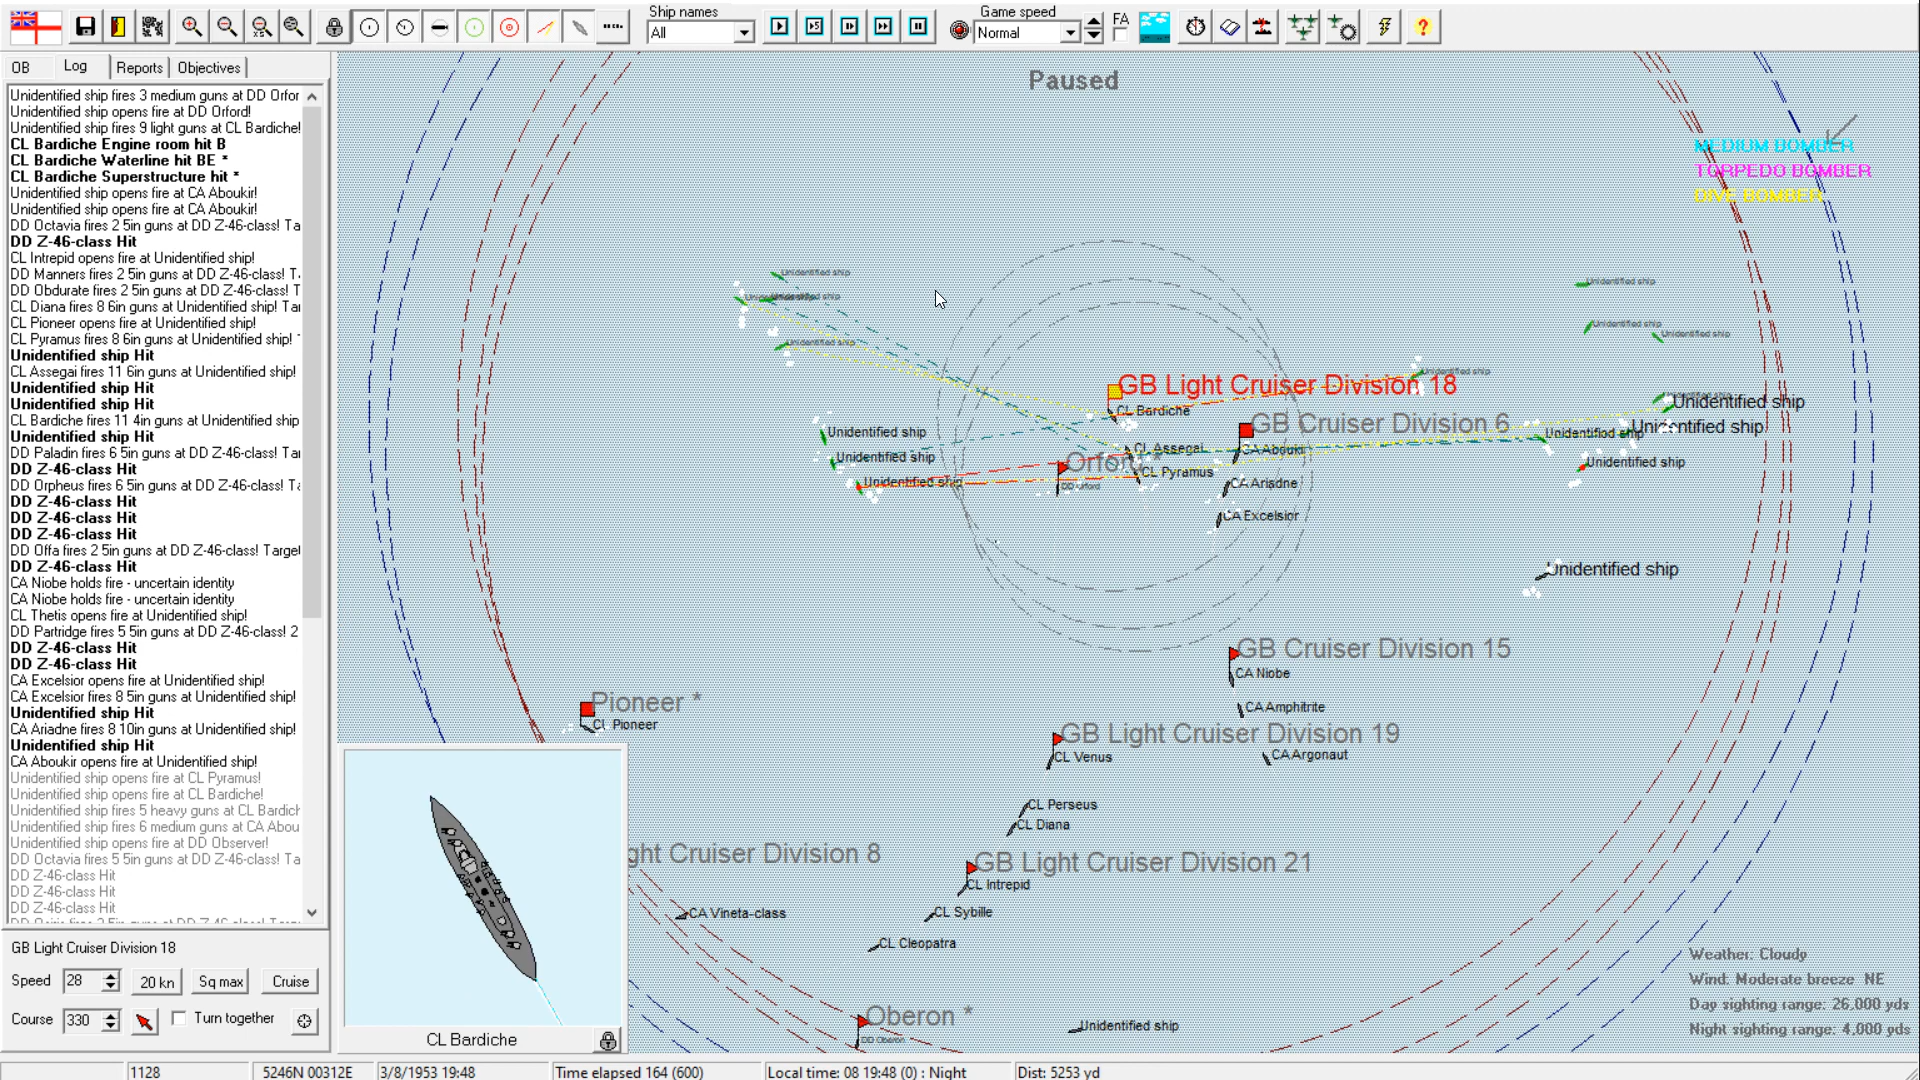 Ship names
All
Game speed
Normal
FA
OB
Log
Reports
Objectives
Paused
Unidentified ship fires 3 medium guns at DD Orfor
Unidentified ship opens fire at DD Orford!
Unidentified ship fires 9 light guns at CL Bardiche!
CL Bardiche Engine room hit B
CL Bardiche Waterline hit BE *
CL Bardiche Superstructure hit *
Unidentified ship opens fire at CA Aboukir!
Unidentified ship opens fire at CA Aboukir!
DD Octavia fires 2 5in guns at DD Z-46-class! Ta
DD Z-46-class Hit
CL Intrepid opens fire at Unidentified ship!
DD Manners fires 2 5in guns at DD Z-46-class! T
DD Obdurate fires 2 5in guns at DD Z-46-class! T
CL Diana fires 8 6in guns at Unidentified ship! Tar
CL Pioneer opens fire at Unidentified ship!
CL Pyramus fires 8 6in guns at Unidentified ship!
Unidentified ship Hit
CL Assegai fires 11 6in guns at Unidentified ship!
Unidentified ship Hit
Unidentified ship Hit
CL Bardiche fires 11 4in guns at Unidentified ship
Unidentified ship Hit
DD Paladin fires 6 5in guns at DD Z-46-class! Tar
DD Z-46-class Hit
DD Orpheus fires 6 5in guns at DD Z-46-class! Ta
DD Z-46-class Hit
DD Z-46-class Hit
DD Z-46-class Hit
DD Offa fires 2 5in guns at DD Z-46-class! Target
DD Z-46-class Hit
CA Niobe holds fire - uncertain identity
CA Niobe holds fire - uncertain identity
CL Thetis opens fire at Unidentified ship!
DD Partridge fires 5 5in guns at DD Z-46-class! 2
DD Z-46-class Hit
DD Z-46-class Hit
CA Excelsior opens fire at Unidentified ship!
CA Excelsior fires 8 5in guns at Unidentified ship!
Unidentified ship Hit
CA Ariadne fires 8 10in guns at Unidentified ship!
Unidentified ship Hit
CA Aboukir opens fire at Unidentified ship!
Unidentified ship opens fire at CL Pyramus!
Unidentified ship opens fire at CL Bardiche!
Unidentified ship fires 5 heavy guns at CL Bardich
Unidentified ship fires 6 medium guns at CA Abou
Unidentified ship opens fire at DD Observer!
DD Octavia fires 5 5in guns at DD Z-46-class! Ta
DD Z-46-class Hit
DD Z-46-class Hit
DD Z-46-class Hit
MEDIUM BOMBER
TORPEDO BOMBER
DIVE BOMBER
Unidentified ship
Unidentified ship
Unidentified ship
Unidentified ship
Unidentified ship
Unidentified ship
Unidentified ship
GB Light Cruiser Division 18
CL Bardiche
Unidentified ship
GB Cruiser Division 6
CA Abouki
Unidentified ship
Unidentified ship
Unidentified ship
Unidentified ship
Unidentified ship
Unidentified ship
Unidentified ship
CL Assegai
CL Pyramus
Orford *
DD Orford
CA Ariadne
CA Excelsior
Unidentified ship
GB Cruiser Division 15
CA Niobe
CA Amphitrite
CA Argonaut
Pioneer *
CL Pioneer
GB Light Cruiser Division 19
CL Venus
CL Perseus
CL Diana
ght Cruiser Division 8
CA Vineta-class
GB Light Cruiser Division 21
CL Intrepid
CL Sybille
CL Cleopatra
Oberon *
DD Oberon
Unidentified ship
Weather: Cloudy
Wind: Moderate breeze NE
Day sighting range: 26,000 yds
Night sighting range: 4,000 yds
GB Light Cruiser Division 18
Speed 28 20 kn Sq max Cruise
Course 330 Turn together
CL Bardiche
1128
5246N 00312E
3/8/1953 19:48
Time elapsed 164 (600)
Local time: 08 19:48 (0) : Night
Dist: 5253 yd